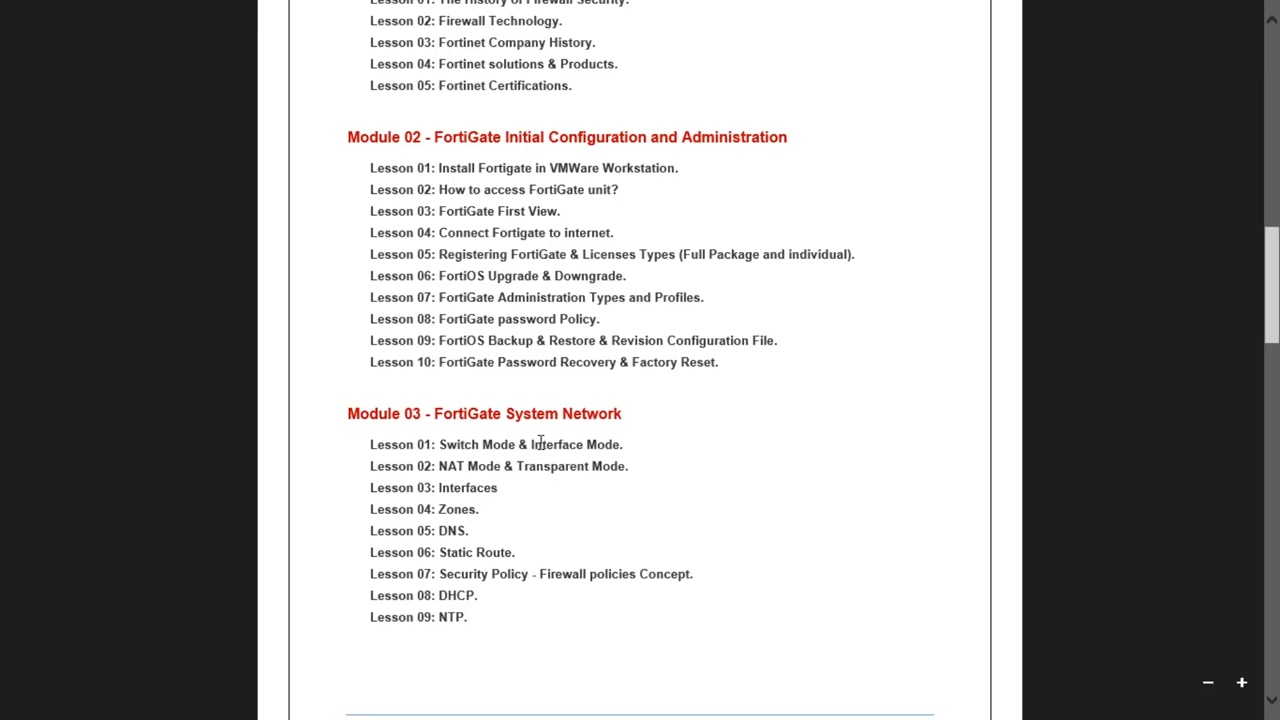 Lesson 01: The History of Firewall Security.
Lesson 02: Firewall Technology.
Lesson 03: Fortinet Company History.
Lesson 04: Fortinet solutions & Products.
Lesson 05: Fortinet Certifications.
Module 02 - FortiGate Initial Configuration and Administration
Lesson 01: Install Fortigate in VMWare Workstation.
Lesson 02: How to access FortiGate unit?
Lesson 03: FortiGate First View.
Lesson 04: Connect Fortigate to internet.
Lesson 05: Registering FortiGate & Licenses Types (Full Package and individual).
Lesson 06: FortiOS Upgrade & Downgrade.
Lesson 07: FortiGate Administration Types and Profiles.
Lesson 08: FortiGate password Policy.
Lesson 09: FortiOS Backup & Restore & Revision Configuration File.
Lesson 10: FortiGate Password Recovery & Factory Reset.
Module 03 - FortiGate System Network
Lesson 01: Switch Mode & Interface Mode.
Lesson 02: NAT Mode & Transparent Mode.
Lesson 03: Interfaces
Lesson 04: Zones.
Lesson 05: DNS.
Lesson 06: Static Route.
Lesson 07: Security Policy - Firewall policies Concept.
Lesson 08: DHCP.
Lesson 09: NTP.